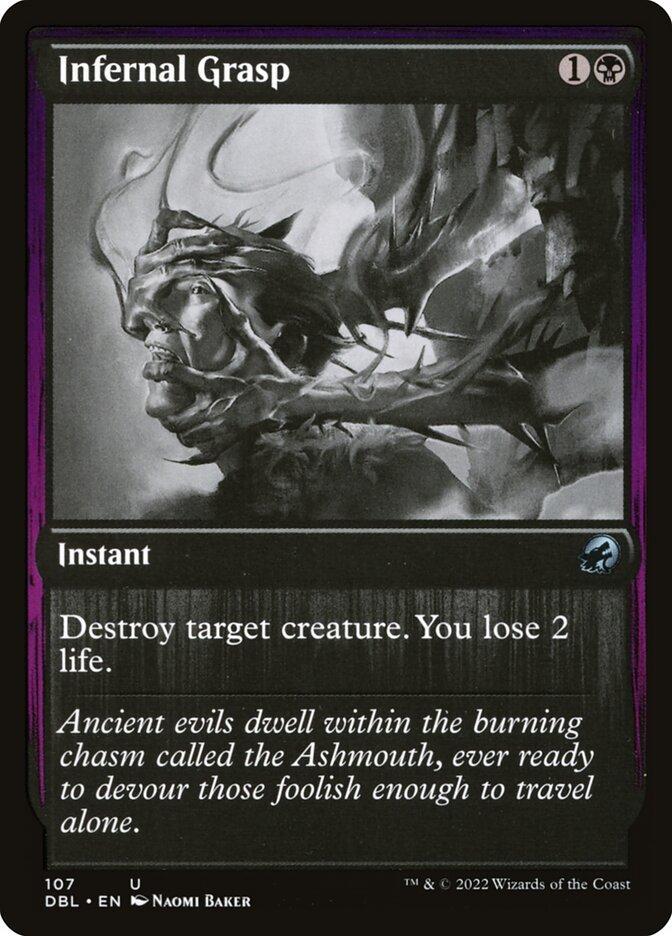 Infernal Grasp 1
Instant
Destroy target creature. You lose 2
life.
Ancient evils dwell within the burning
chasm called the Ashmouth, ever ready
to devour those foolish enough to travel
alone.
107 U
DBL • EN Naomi Baker
™ & © 2022 Wizards of the Coast